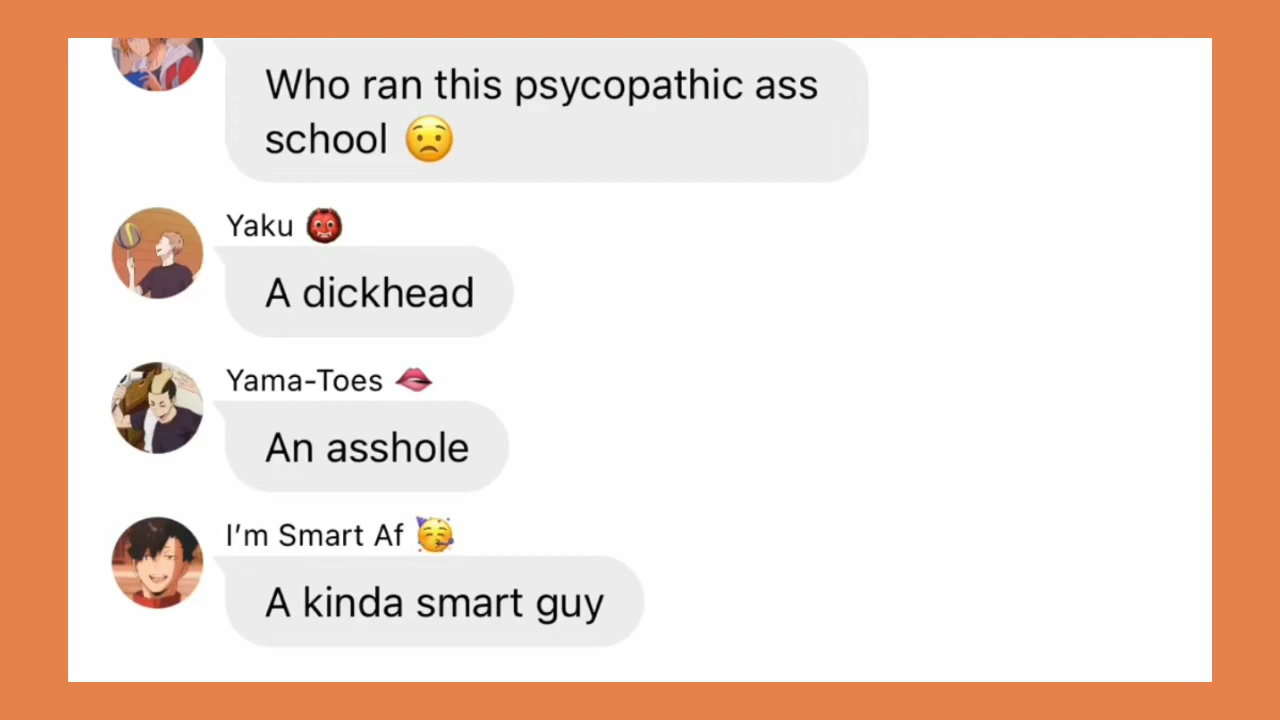 Who ran this psycopathic ass
school 😟
Yaku 👹
A dickhead
Yama-Toes 🫦
An asshole
I’m Smart Af 🥳
A kinda smart guy